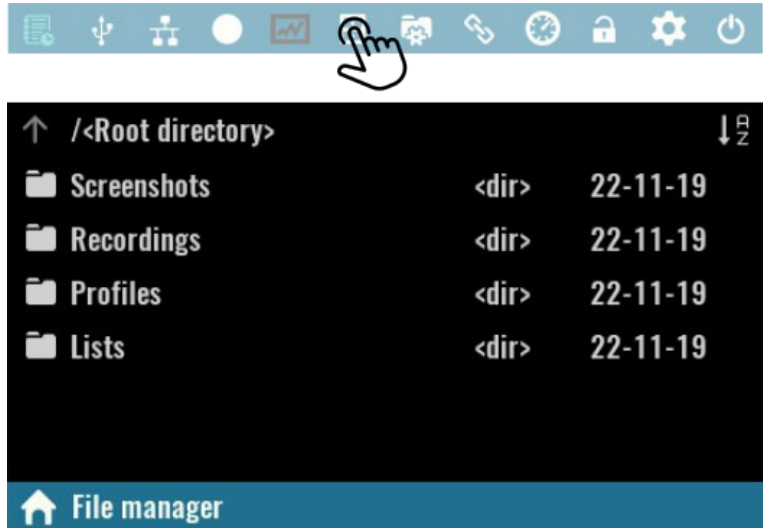 /<Root directory>
A
Z
Screenshots <dir> 22-11-19
Recordings <dir> 22-11-19
Profiles <dir> 22-11-19
Lists <dir> 22-11-19
File manager